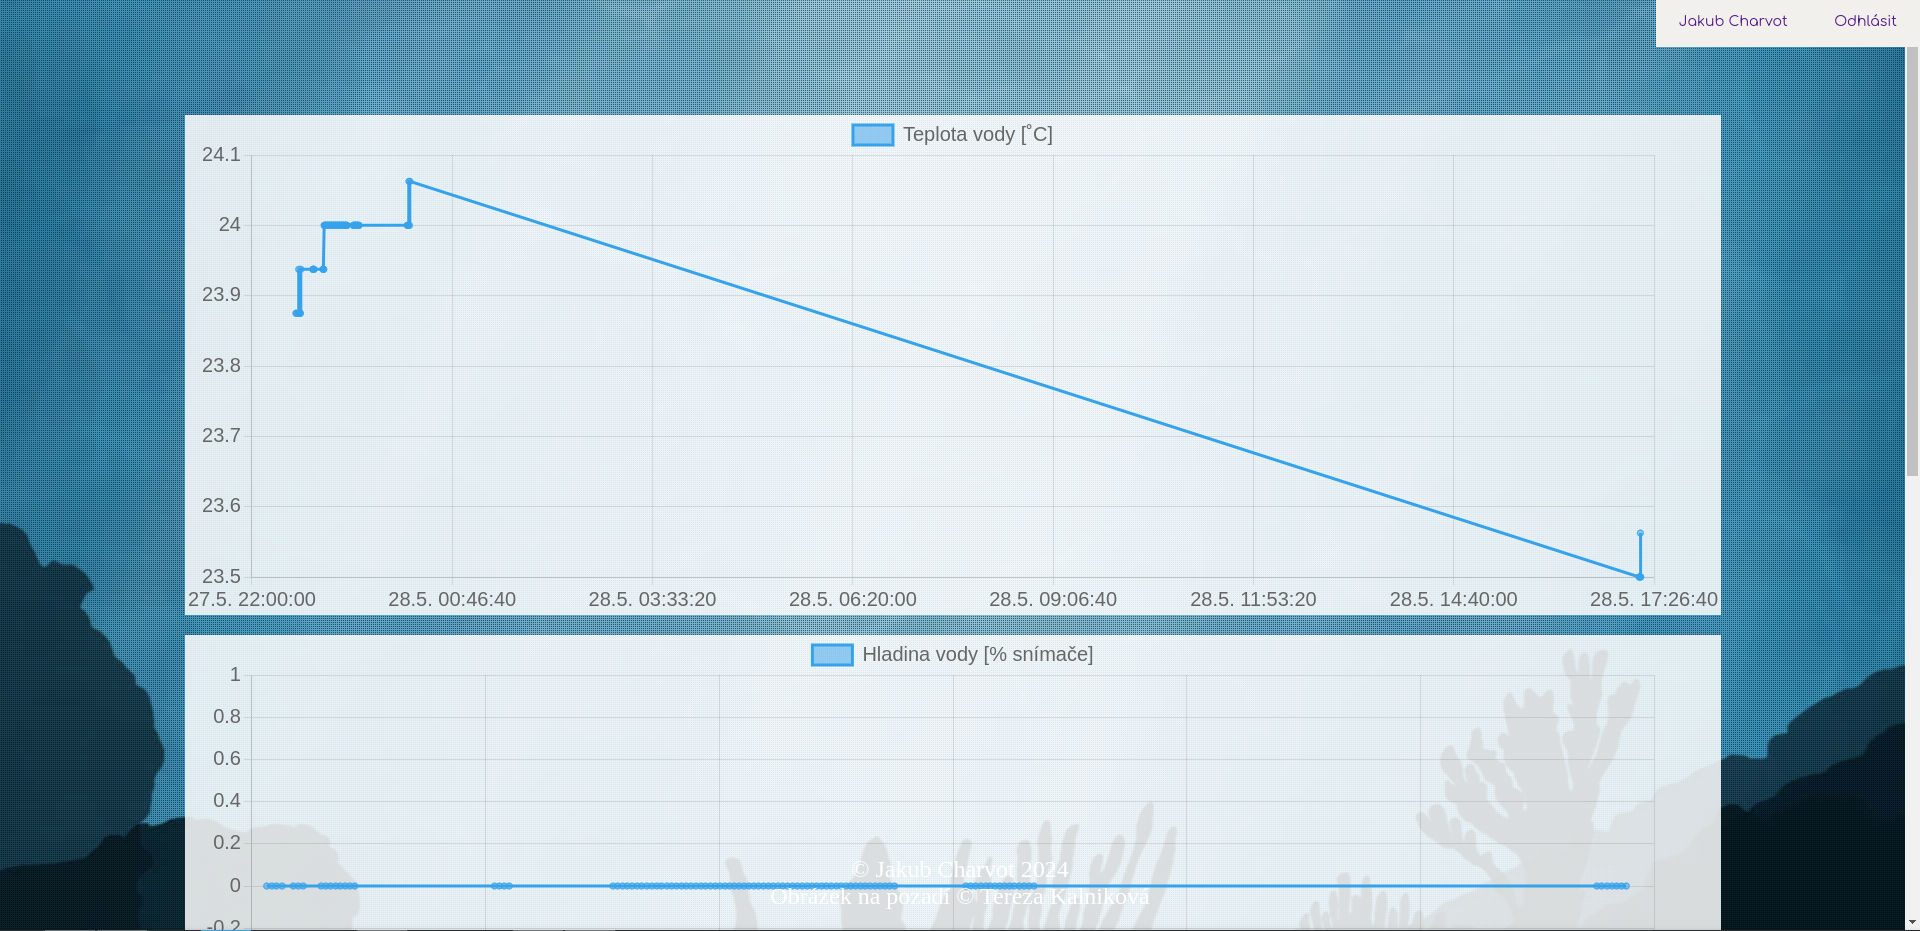 Jakub Charvot Odhlásit
Teplota vody [°C]
24.1
24
23.9
23.8
23.7
23.6
23.5
27.5. 22:00:00 28.5. 00:46:40 28.5. 03:33:20 28.5. 06:20:00 28.5. 09:06:40 28.5. 11:53:20 28.5. 14:40:00 28.5. 17:26:40
Hladina vody [% snímače]
1
0.8
0.6
0.4
0.2
© Jakub Charvot 2024
0
Obrázek na pozadí © Tereza Kalniková
-0.2